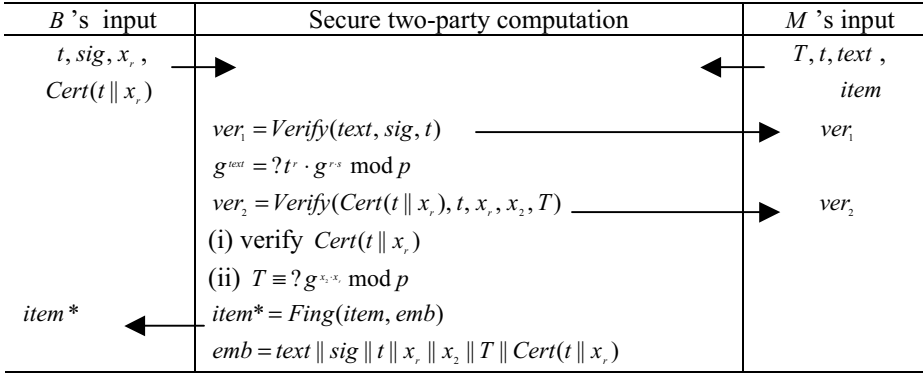 B 's input Secure two-party computation M 's input
t, sig, x_r , T, t, text ,
Cert(t || x_r) item
ver_1 = Verify(text, sig, t) ver_1
g^{text} = ?t^r · g^{r·s} mod p
ver_2 = Verify(Cert(t || x_r), t, x_r, x_2, T) ver_2
(i) verify Cert(t || x_r)
(ii) T ≡ ?g^{x_2·x_r} mod p
item* item* = Fing(item, emb)
emb = text || sig || t || x_r || x_2 || T || Cert(t || x_r)